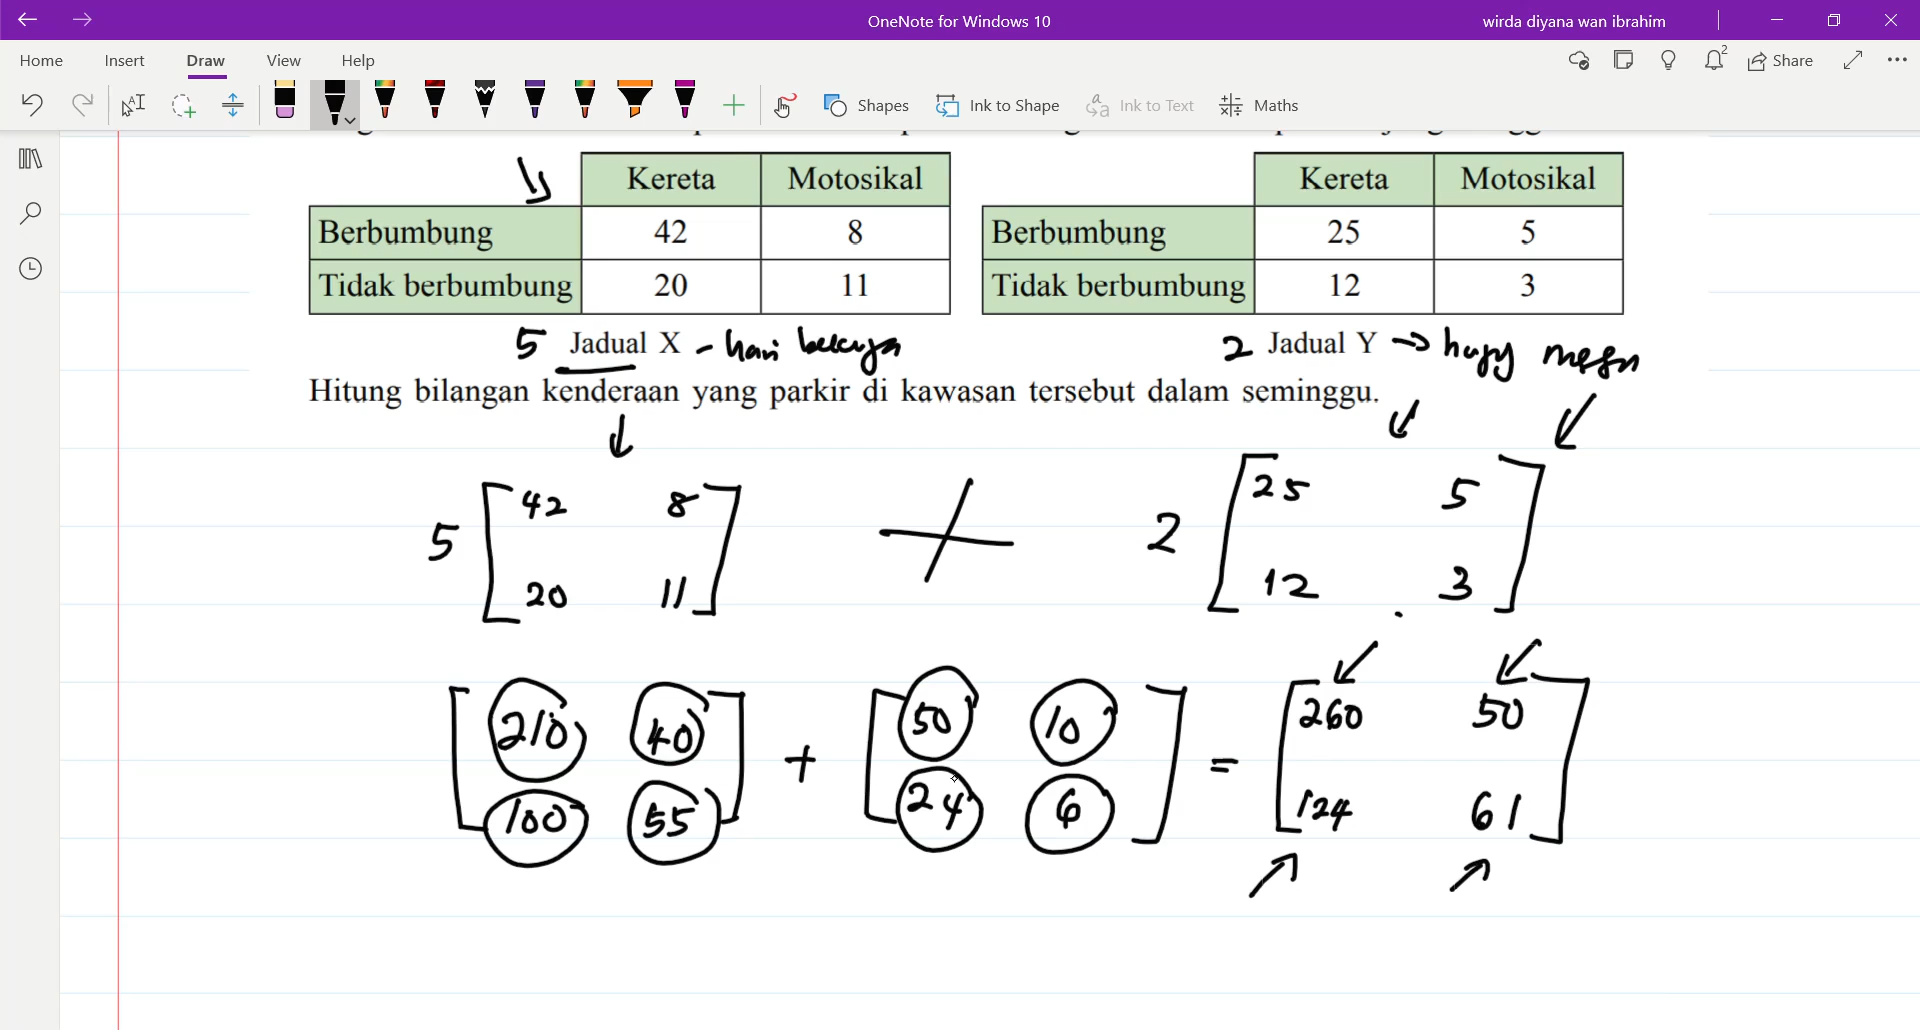 OneNote for Windows 10
wirda diyana wan ibrahim
Home Insert Draw View Help
2
Share
Shapes Ink to Shape Ink to Text Maths
Kereta Motosikal
Berbumbung 42 8
Tidak berbumbung 20 11
5 Jadual X - hari bekerja
Kereta Motosikal
Berbumbung 25 5
Tidak berbumbung 12 3
2 Jadual Y →
Hitung bilangan kenderaan yang parkir di kawasan tersebut dalam seminggu.
5 [ 42 8 ] + 2 [ 25 5 ]
20 11 12 3
[ 210 40 ] + [ 50 10 ] = [ 260 50 ]
100 55 24 6 124 61